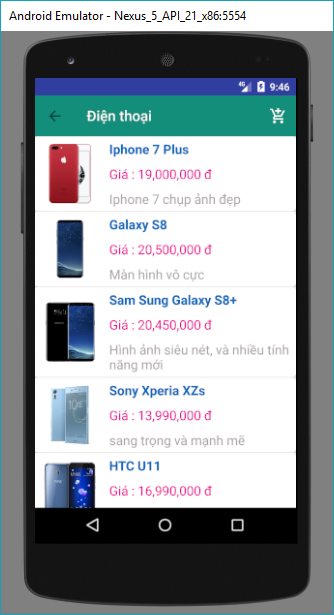 Android Emulator - Nexus_5_API_21_x86:5554
4G 9:46
Điện thoại
Iphone 7 Plus
Giá : 19,000,000 đ
Iphone 7 chụp ảnh đẹp
Galaxy S8
Giá : 20,500,000 đ
Màn hình vô cực
Sam Sung Galaxy S8+
Giá : 20,450,000 đ
Hình ảnh siêu nét, và nhiều tính
năng mới
Sony Xperia XZs
Giá : 13,990,000 đ
sang trọng và mạnh mẽ
HTC U11
Giá : 16,990,000 đ